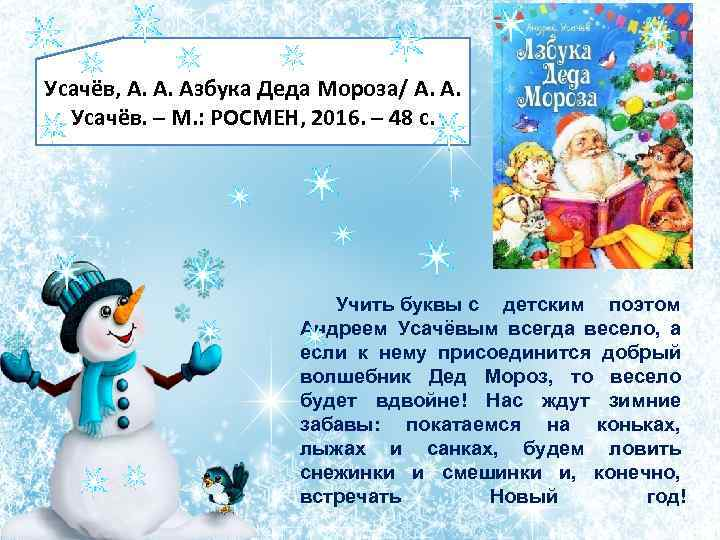 Усачёв, А. А. Азбука Деда Мороза/ А. А.
Усачёв. – М. : РОСМЕН, 2016. – 48 с.
Андрей Усачёв
Азбука
Деда
Мороза
Учить буквы с детским поэтом
Андреем Усачёвым всегда весело, а
если к нему присоединится добрый
волшебник Дед Мороз, то весело
будет вдвойне! Нас ждут зимние
забавы: покатаемся на коньках,
лыжах и санках, будем ловить
снежинки и смешинки и, конечно,
встречать Новый год!